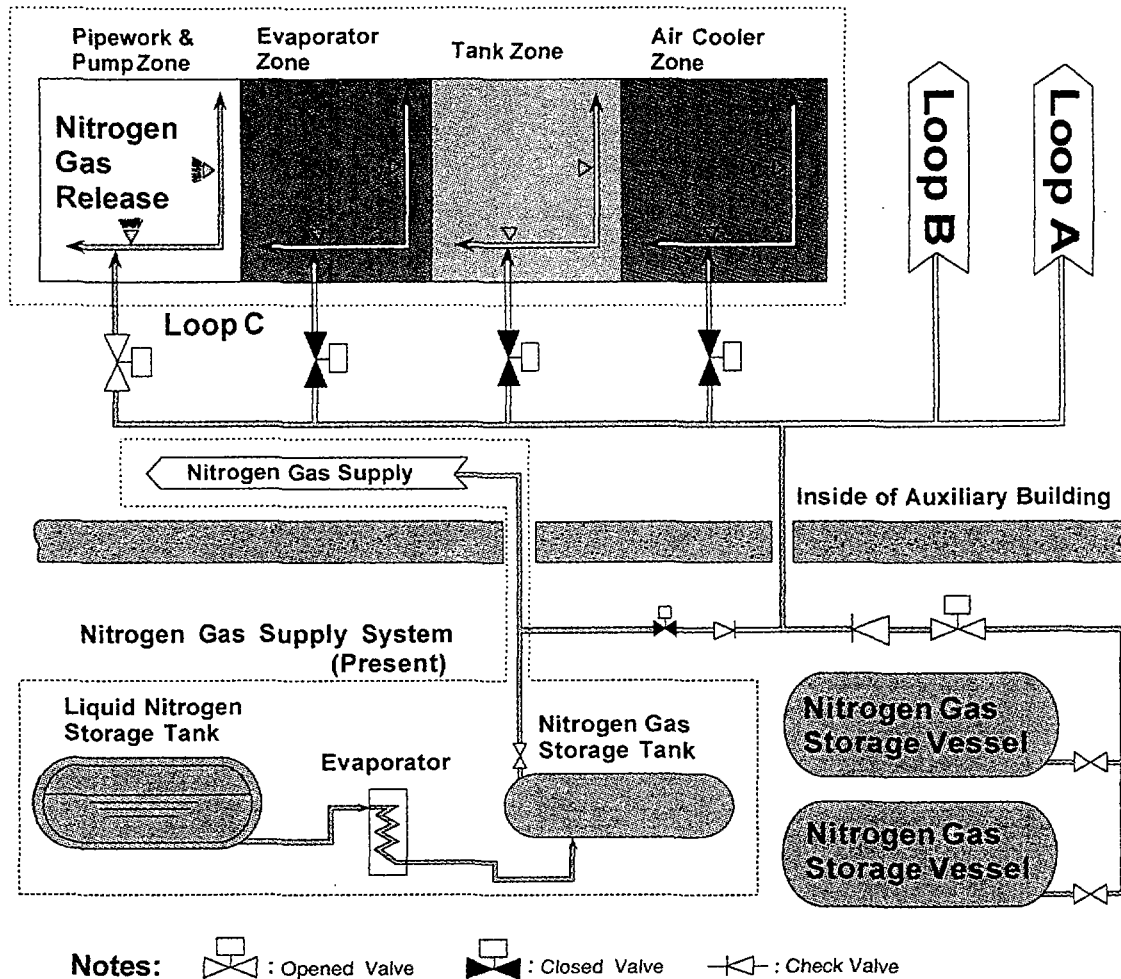 Pipework &
Pump Zone
Evaporator
Zone
Tank Zone
Air Cooler
Zone
Nitrogen
Gas
Release
Loop B
Loop A
Loop C
Nitrogen Gas Supply
Inside of Auxiliary Building
Nitrogen Gas Supply System
(Present)
Liquid Nitrogen
Storage Tank
Evaporator
Nitrogen Gas
Storage Tank
Nitrogen Gas
Storage Vessel
Nitrogen Gas
Storage Vessel
Notes: : Opened Valve : Closed Valve : Check Valve